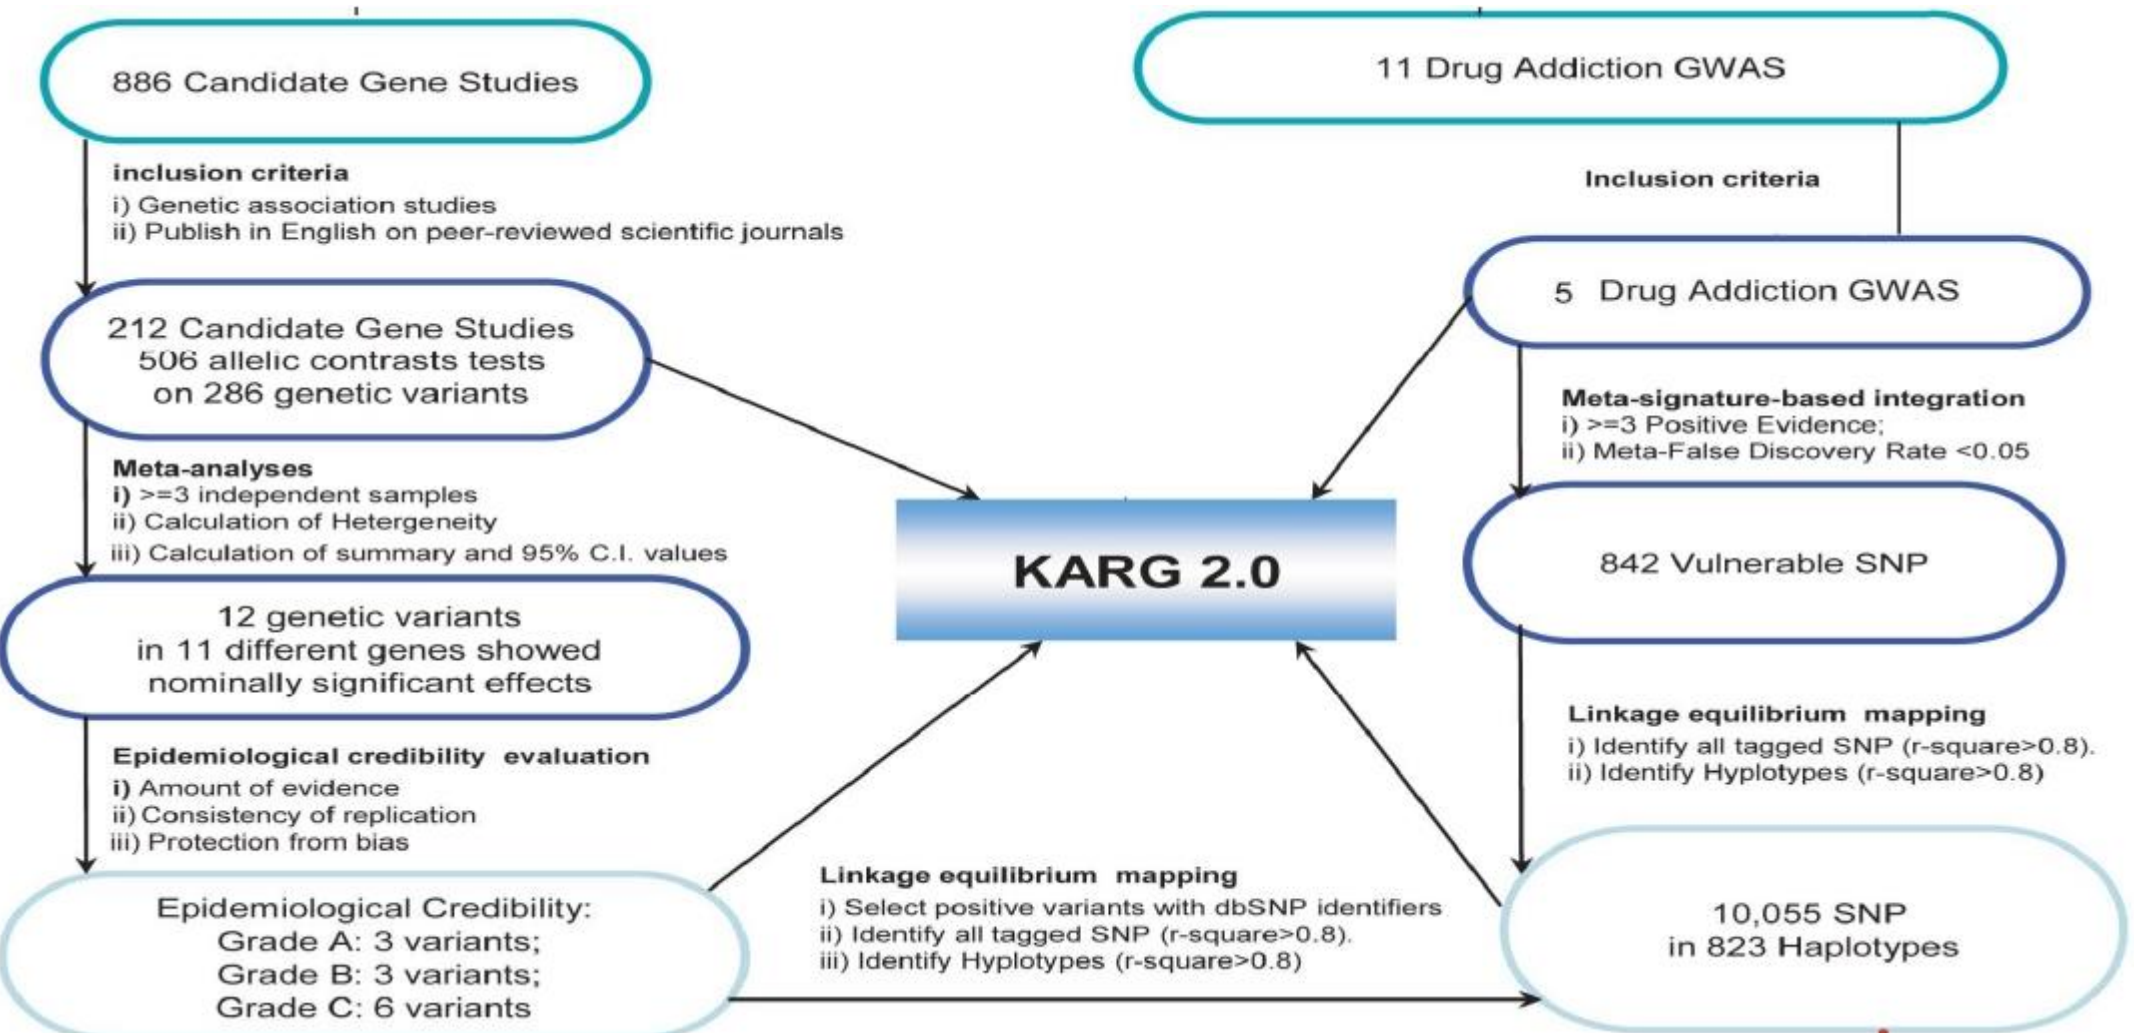 886 Candidate Gene Studies
inclusion criteria
i) Genetic association studies
ii) Publish in English on peer-reviewed scientific journals
212 Candidate Gene Studies
506 allelic contrasts tests
on 286 genetic variants
Meta-analyses
i) >=3 independent samples
ii) Calculation of Hetergeneity
iii) Calculation of summary and 95% C.I. values
12 genetic variants
in 11 different genes showed
nominally significant effects
Epidemiological credibility evaluation
i) Amount of evidence
ii) Consistency of replication
iii) Protection from bias
Epidemiological Credibility:
Grade A: 3 variants;
Grade B: 3 variants;
Grade C: 6 variants
KARG 2.0
Linkage equilibrium mapping
i) Select positive variants with dbSNP identifiers
ii) Identify all tagged SNP (r-square>0.8).
iii) Identify Hyplotypes (r-square>0.8)
11 Drug Addiction GWAS
Inclusion criteria
5 Drug Addiction GWAS
Meta-signature-based integration
i) >=3 Positive Evidence;
ii) Meta-False Discovery Rate <0.05
842 Vulnerable SNP
Linkage equilibrium mapping
i) Identify all tagged SNP (r-square>0.8).
ii) Identify Hyplotypes (r-square>0.8)
10,055 SNP
in 823 Haplotypes